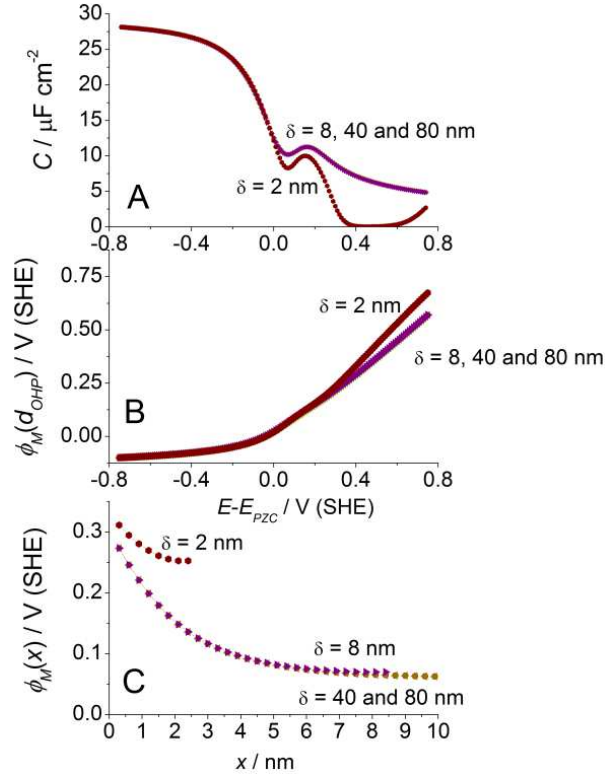 C / μF cm⁻²
30
25
20
15
10
5
0
δ = 8, 40 and 80 nm
δ = 2 nm
A
-0.8 -0.4 0.0 0.4 0.8
ϕM(dOHP) / V (SHE)
0.75
0.50
0.25
0.00
δ = 2 nm
δ = 8, 40 and 80 nm
B
-0.8 -0.4 0.0 0.4 0.8
E-EPZC / V (SHE)
ϕM(x) / V (SHE)
0.3
0.2
0.1
0.0
δ = 2 nm
δ = 8 nm
δ = 40 and 80 nm
C
0 1 2 3 4 5 6 7 8 9 10
x / nm